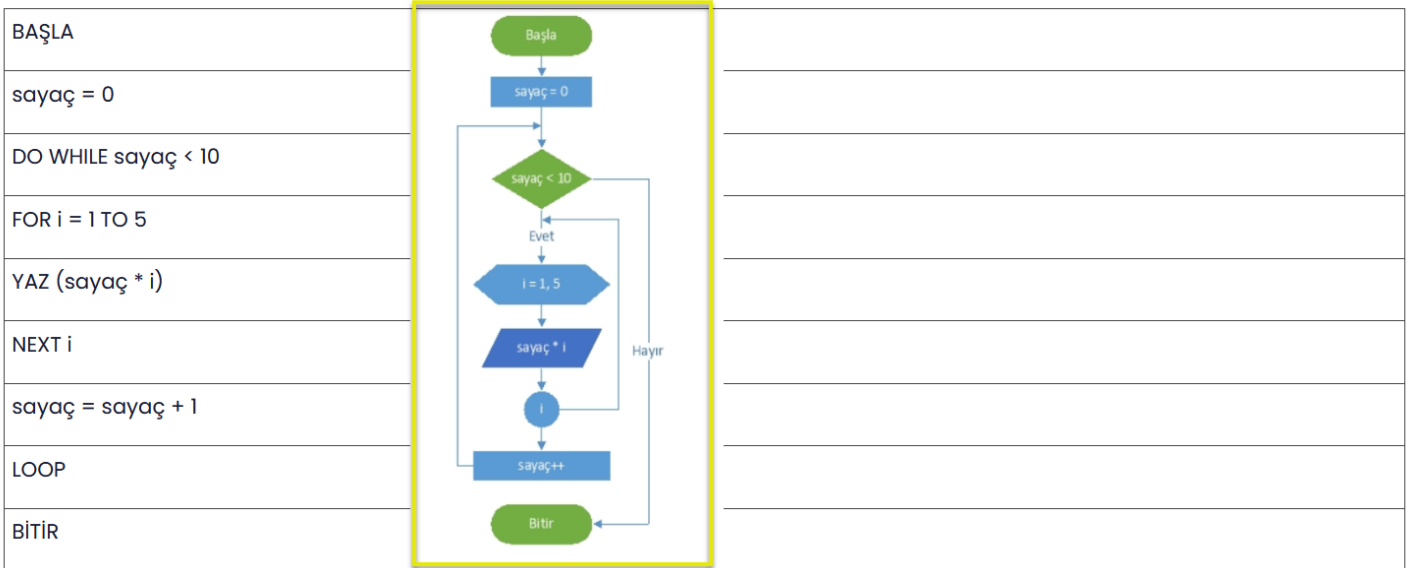 BAŞLA
sayaç = 0
DO WHILE sayaç < 10
FOR i = 1 TO 5
YAZ (sayaç * i)
NEXT i
sayaç = sayaç + 1
LOOP
BİTİR
Başla
sayaç = 0
sayaç < 10
Evet
i = 1, 5
sayaç * i
Hayır
i
sayaç++
Bitir